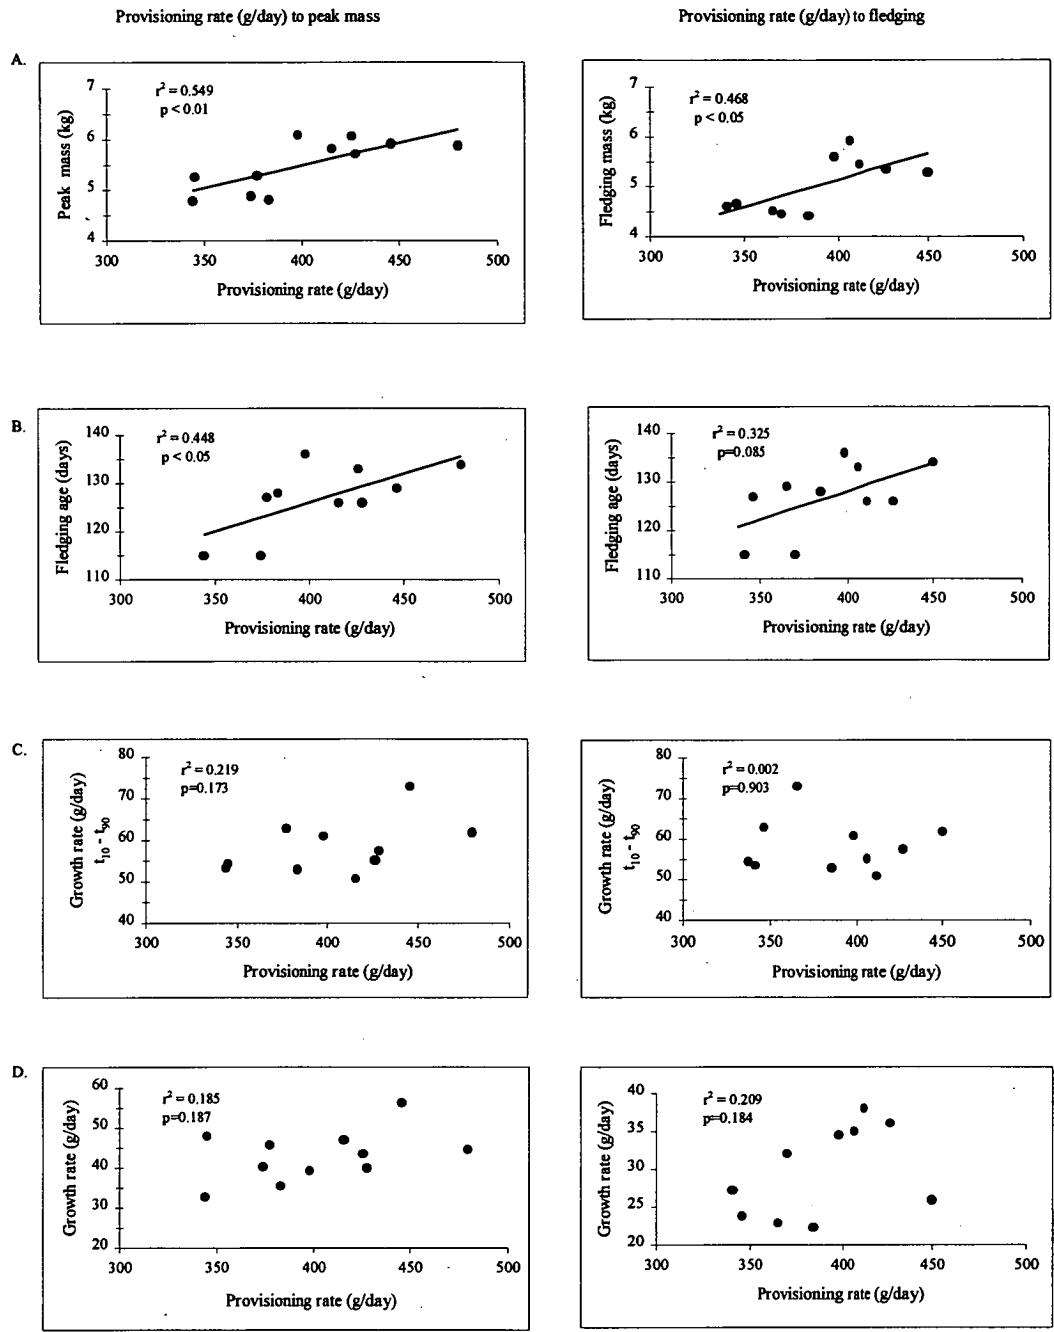 Provisioning rate (g/day) to peak mass
Provisioning rate (g/day) to fledging
A.
r² = 0.549
p < 0.01
Peak mass (kg)
7
6
5
4
300 350 400 450 500
Provisioning rate (g/day)
r² = 0.468
p < 0.05
Fledging mass (kg)
7
6
5
4
300 350 400 450 500
Provisioning rate (g/day)
B.
r² = 0.448
p < 0.05
Fledging age (days)
140
130
120
110
300 350 400 450 500
Provisioning rate (g/day)
r² = 0.325
p=0.085
Fledging age (days)
140
130
120
110
300 350 400 450 500
Provisioning rate (g/day)
C.
r² = 0.219
p=0.173
Growth rate (g/day)
t₁₀ - t₉₀
80
70
60
50
40
300 350 400 450 500
Provisioning rate (g/day)
r² = 0.002
p=0.903
Growth rate (g/day)
t₁₀ - t₉₀
80
70
60
50
40
300 350 400 450 500
Provisioning rate (g/day)
D.
r² = 0.185
p=0.187
Growth rate (g/day)
60
50
40
30
20
300 350 400 450 500
Provisioning rate (g/day)
r² = 0.209
p=0.184
Growth rate (g/day)
40
35
30
25
20
300 350 400 450 500
Provisioning rate (g/day)